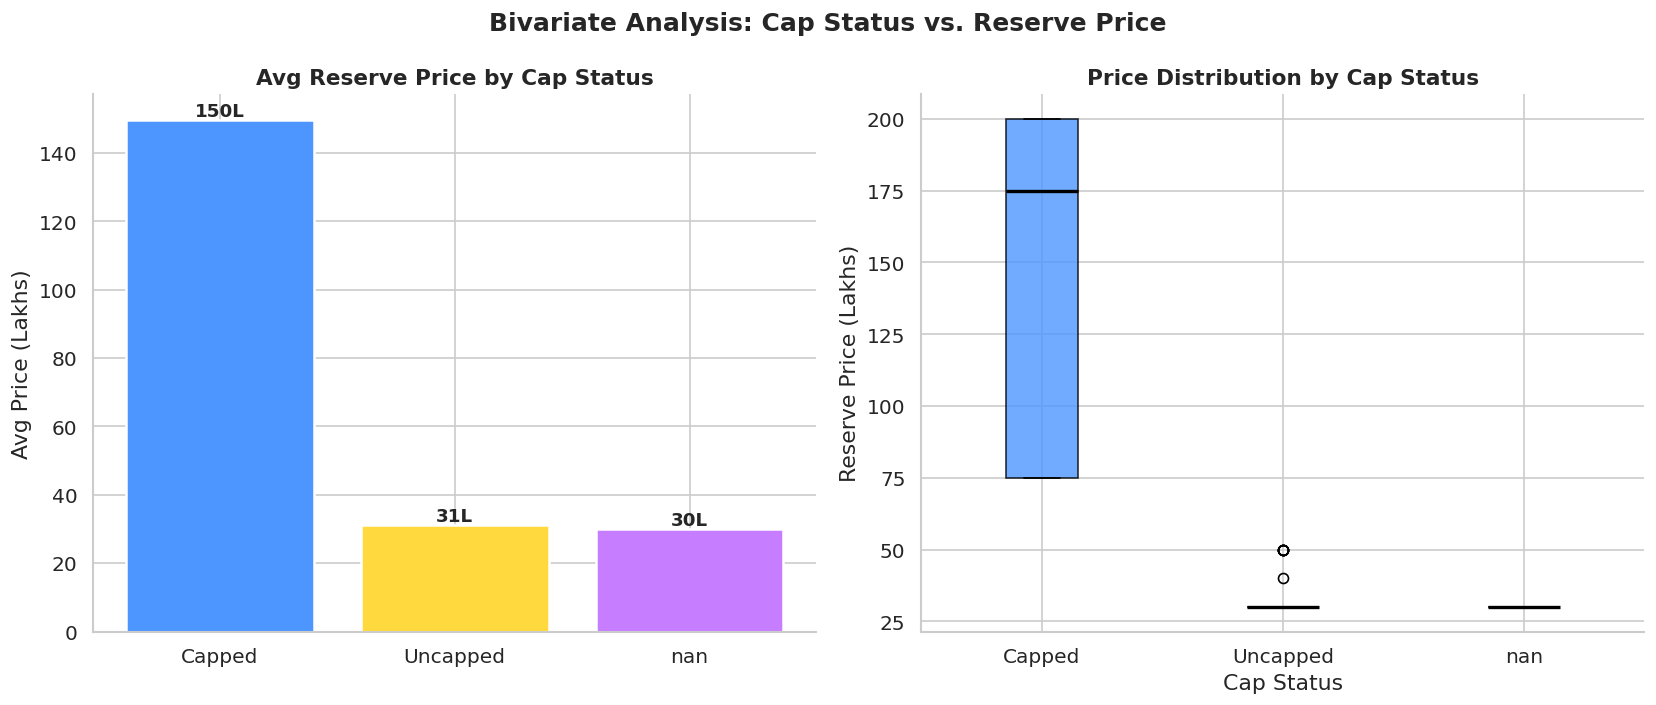 Bivariate Analysis: Cap Status vs. Reserve Price
Avg Reserve Price by Cap Status
150L
31L
30L
140
120
100
80
60
40
20
0
Avg Price (Lakhs)
Capped
Uncapped
nan
Price Distribution by Cap Status
200
175
150
125
100
75
50
25
Reserve Price (Lakhs)
Capped
Uncapped
nan
Cap Status